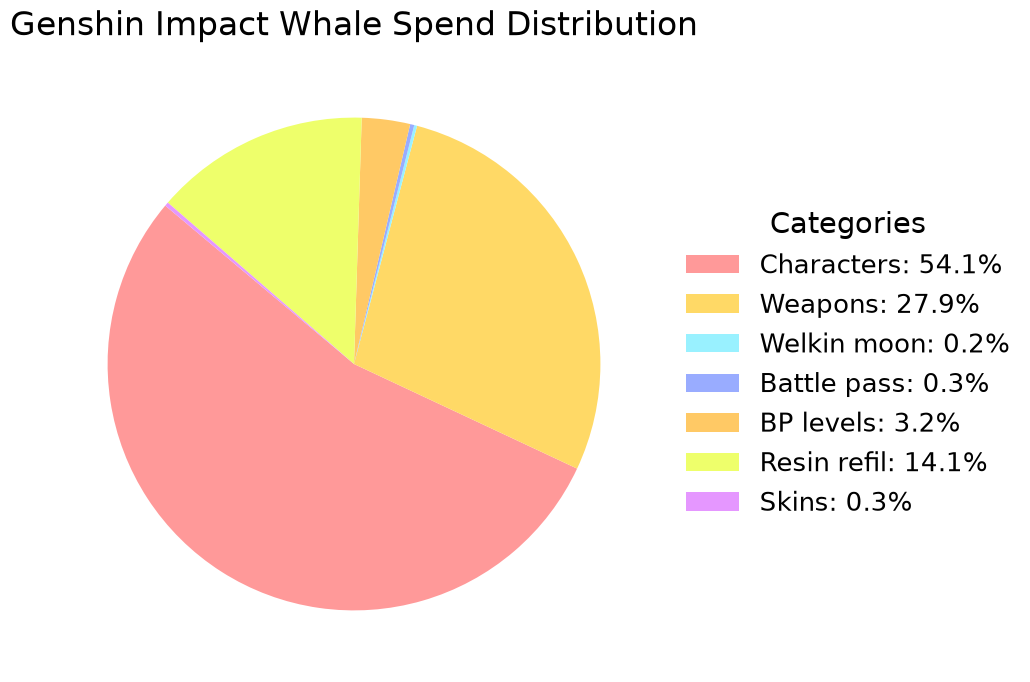 Genshin Impact Whale Spend Distribution
Categories
Characters: 54.1%
Weapons: 27.9%
Welkin moon: 0.2%
Battle pass: 0.3%
BP levels: 3.2%
Resin refil: 14.1%
Skins: 0.3%